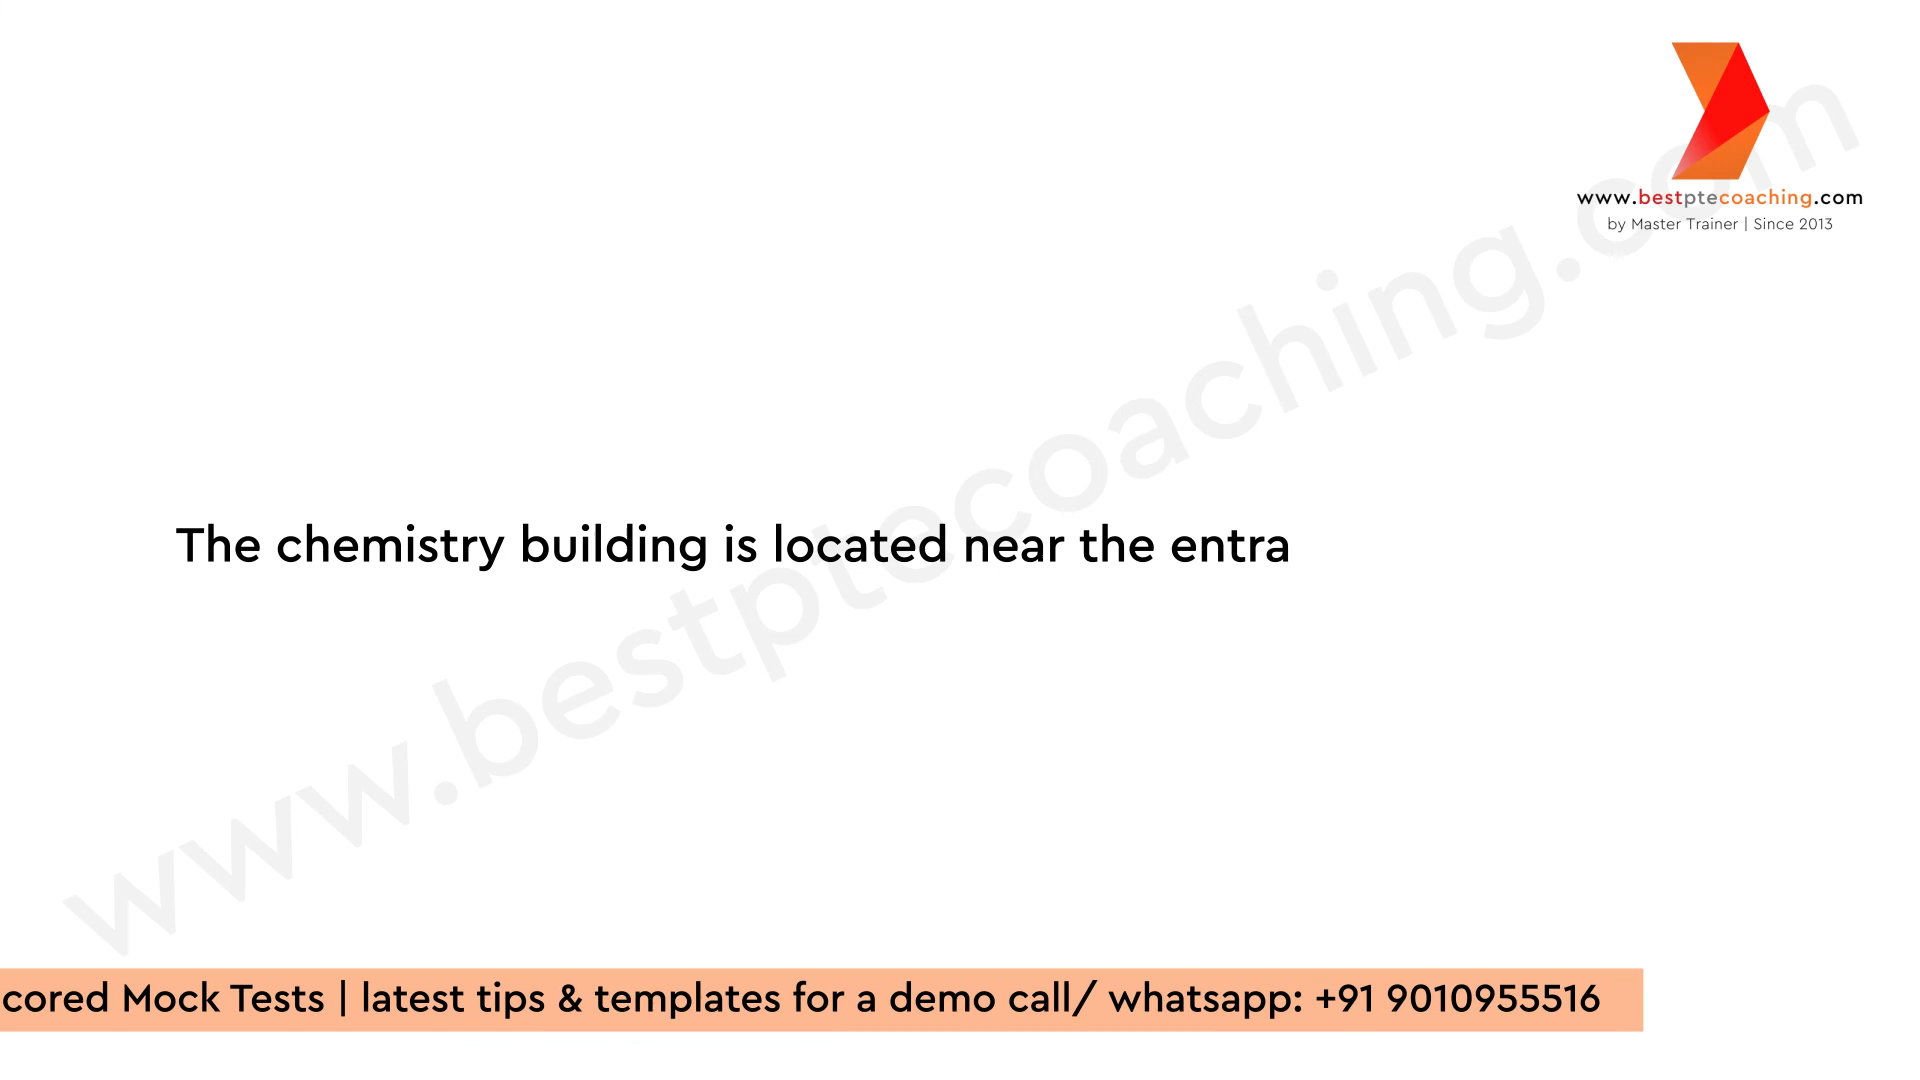 www.bestptecoaching.com
by Master Trainer | Since 2013
www.bestptecoaching.com
The chemistry building is located near the entra
cored Mock Tests | latest tips & templates for a demo call/ whatsapp: +91 9010955516